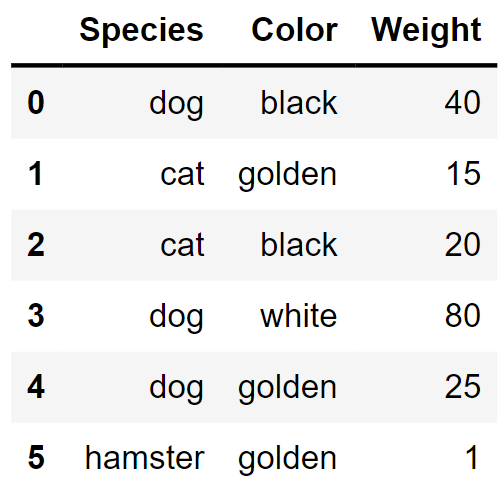 Species Color Weight
0 dog black 40
1 cat golden 15
2 cat black 20
3 dog white 80
4 dog golden 25
5 hamster golden 1